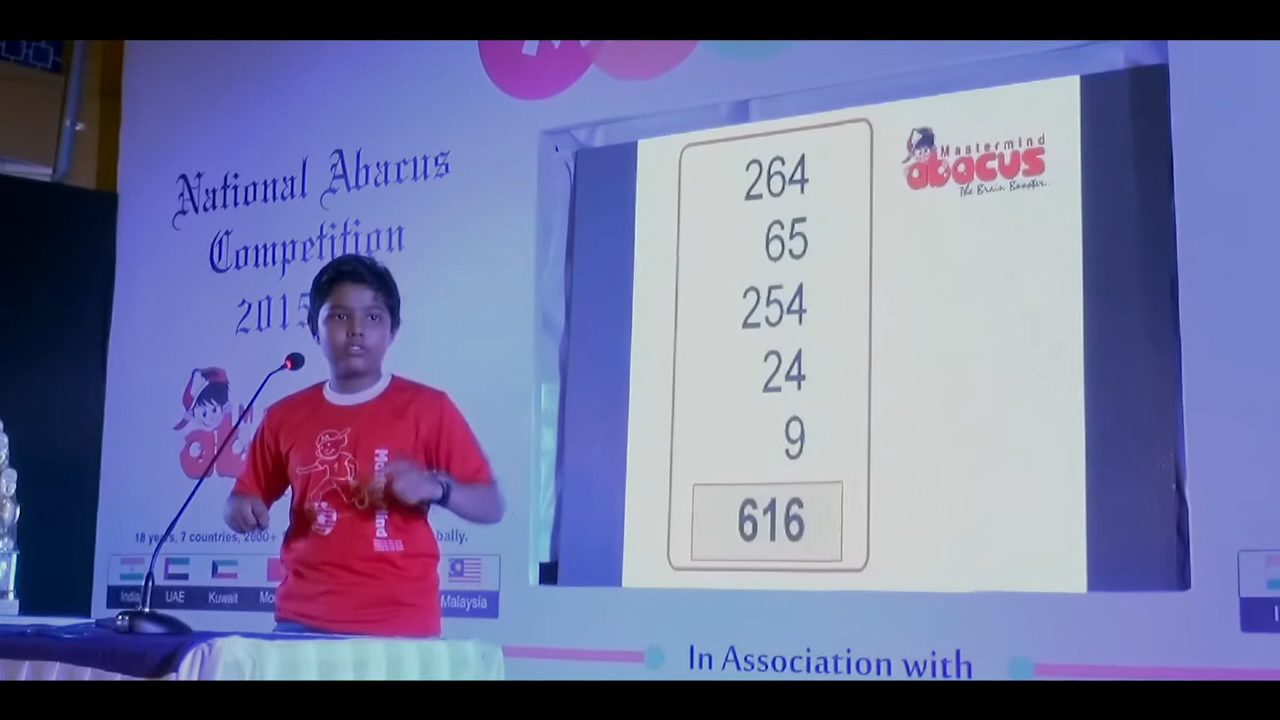 M
National Abacus
Competition
2015
264
65
254
24
9
616
Mastermind
abacus
The Brain Booster..
18 years, 7 countries, 2000+
bally.
India
UAE
Kuwait
Malaysia
In Association with